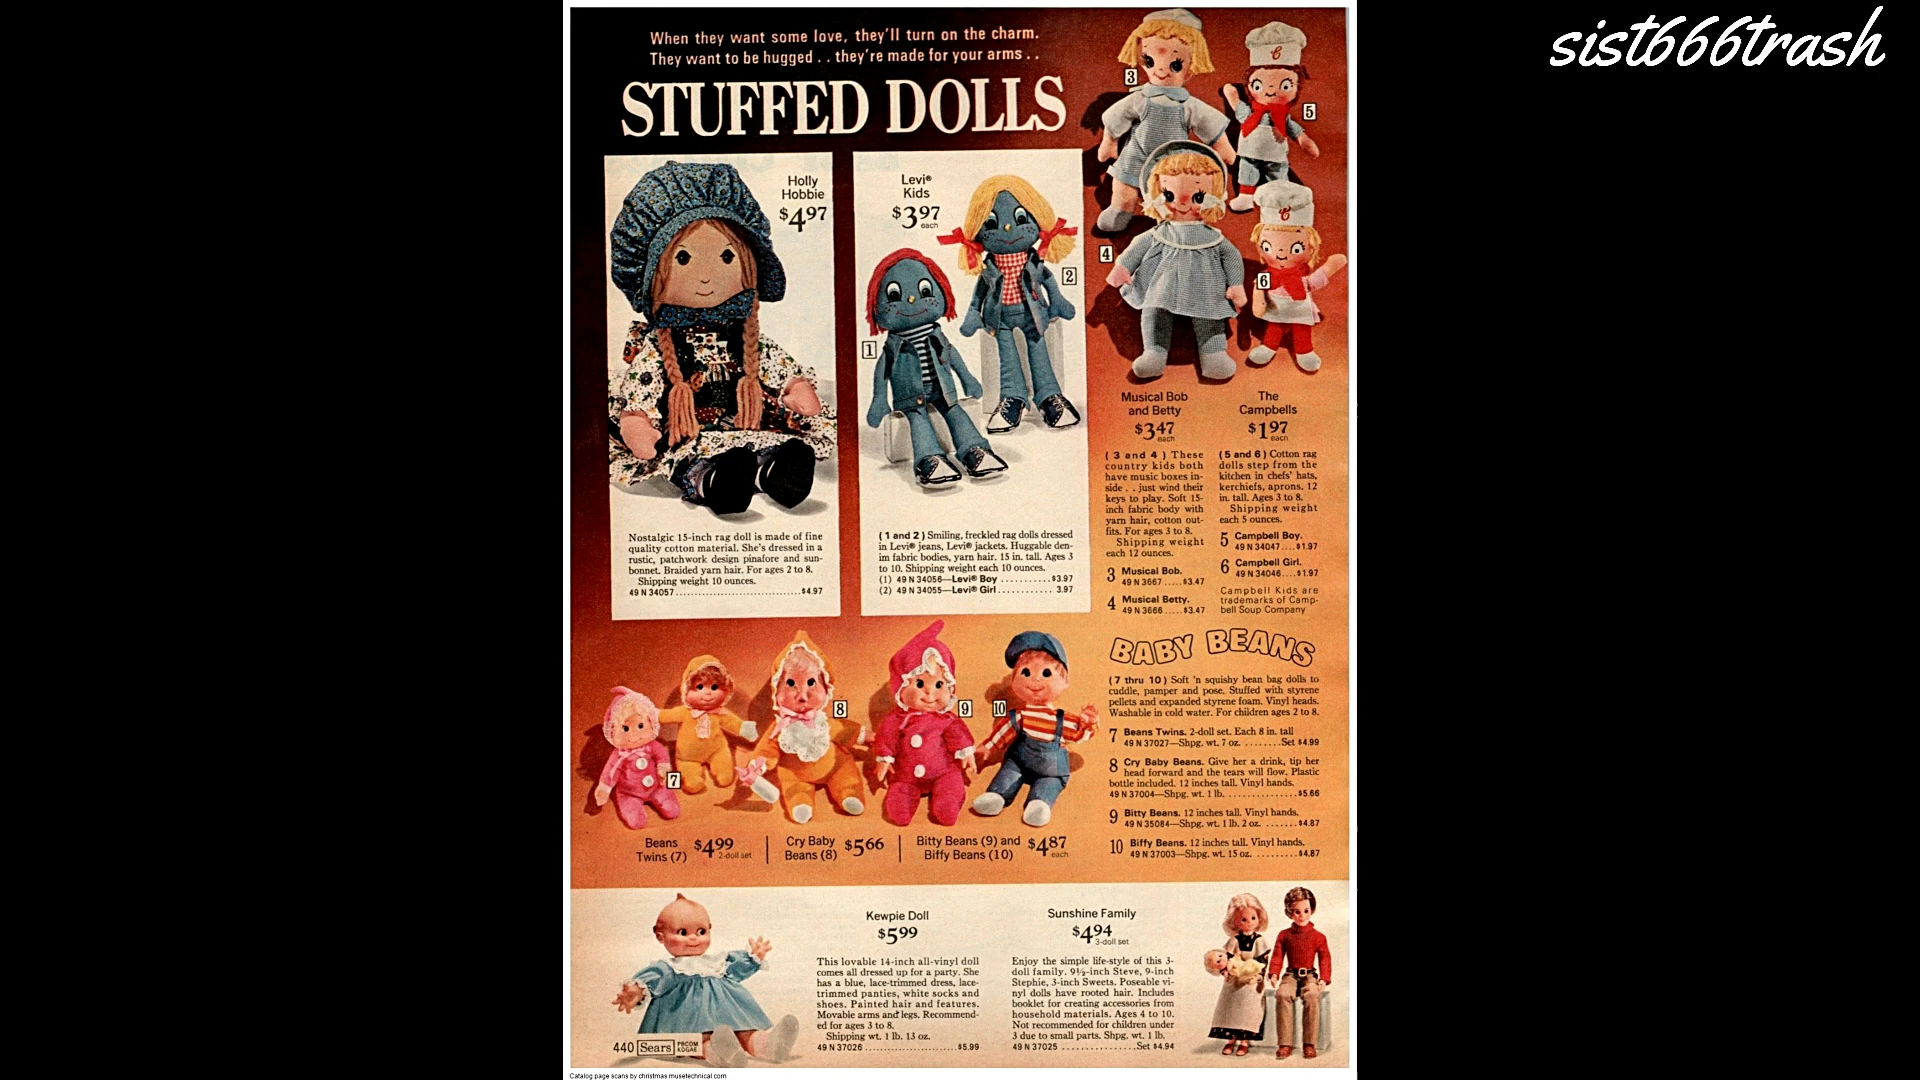 sist666trash
When they want some love, they'll turn on the charm.
They want to be hugged . . they're made for your arms . .
STUFFED DOLLS
Holly
Hobbie
$4.97
Nostalgic 15-inch rag doll is made of fine
quality cotton material. She's dressed in a
rustic, patchwork design pinafore and sun-
bonnet. Braided yarn hair. For ages 2 to 8.
Shipping weight 10 ounces.
49 N 34057 ................................ $4.97
Levi®
Kids
$3.97
each
1
2
( 1 and 2 ) Smiling, freckled rag dolls dressed
in Levi® jeans, Levi® jackets. Huggable den-
im fabric bodies, yarn hair. 15 in. tall. Ages 3
to 10. Shipping weight each 10 ounces.
(1) 49 N 34056—Levi® Boy ........... $3.97
(2) 49 N 34055—Levi® Girl ............ 3.97
3
5
4
6
Musical Bob
and Betty
$3.47
each
( 3 and 4 ) These
country kids both
have music boxes in-
side . . just wind their
keys to play. Soft 15-
inch fabric body with
yarn hair, cotton out-
fits. For ages 3 to 8.
Shipping weight
each 12 ounces.
3 Musical Bob.
49 N 3667 ..... $3.47
4 Musical Betty.
49 N 3666 ..... $3.47
The
Campbells
$1.97
each
(5 and 6) Cotton rag
dolls step from the
kitchen in chefs' hats,
kerchiefs, aprons. 12
in. tall. Ages 3 to 8.
Shipping weight
each 5 ounces.
5 Campbell Boy.
49 N 34047 .... $1.97
6 Campbell Girl.
49 N 34046 .... $1.97
Campbell Kids are
trademarks of Camp-
bell Soup Company
7
8
9
10
Beans
Twins (7)
$4.99
2-doll set
Cry Baby
Beans (8)
$5.66
Bitty Beans (9) and
Biffy Beans (10)
$4.87
each
BABY BEANS
( 7 thru 10 ) Soft 'n squishy bean bag dolls to
cuddle, pamper and pose. Stuffed with styrene
pellets and expanded styrene foam. Vinyl heads.
Washable in cold water. For children ages 2 to 8.
7 Beans Twins. 2-doll set. Each 8 in. tall
49 N 37027—Shpg. wt. 7 oz. ........ Set $4.99
8 Cry Baby Beans. Give her a drink, tip her
head forward and the tears will flow. Plastic
bottle included. 12 inches tall. Vinyl hands.
49 N 37004—Shpg. wt. 1 lb. ............... $5.66
9 Bitty Beans. 12 inches tall. Vinyl hands.
49 N 35084—Shpg. wt. 1 lb. 2 oz. ....... $4.87
10 Biffy Beans. 12 inches tall. Vinyl hands.
49 N 37003—Shpg. wt. 15 oz. .......... $4.87
Kewpie Doll
$5.99
This lovable 14-inch all-vinyl doll
comes all dressed up for a party. She
has a blue, lace-trimmed dress, lace-
trimmed panties, white socks and
shoes. Painted hair and features.
Movable arms and legs. Recommend-
ed for ages 3 to 8.
Shipping wt. 1 lb. 13 oz.
49 N 37026 ........................ $5.99
Sunshine Family
$4.94
3-doll set
Enjoy the simple life-style of this 3-
doll family. 9½-inch Steve, 9-inch
Stephie, 3-inch Sweets. Poseable vi-
nyl dolls have rooted hair. Includes
booklet for creating accessories from
household materials. Ages 4 to 10.
Not recommended for children under
3 due to small parts. Shpg. wt. 1 lb.
49 N 37025 ................. Set $4.94
440 Sears PBCOM
KDGAE
Catalog page scans by christmas.musetechnical.com